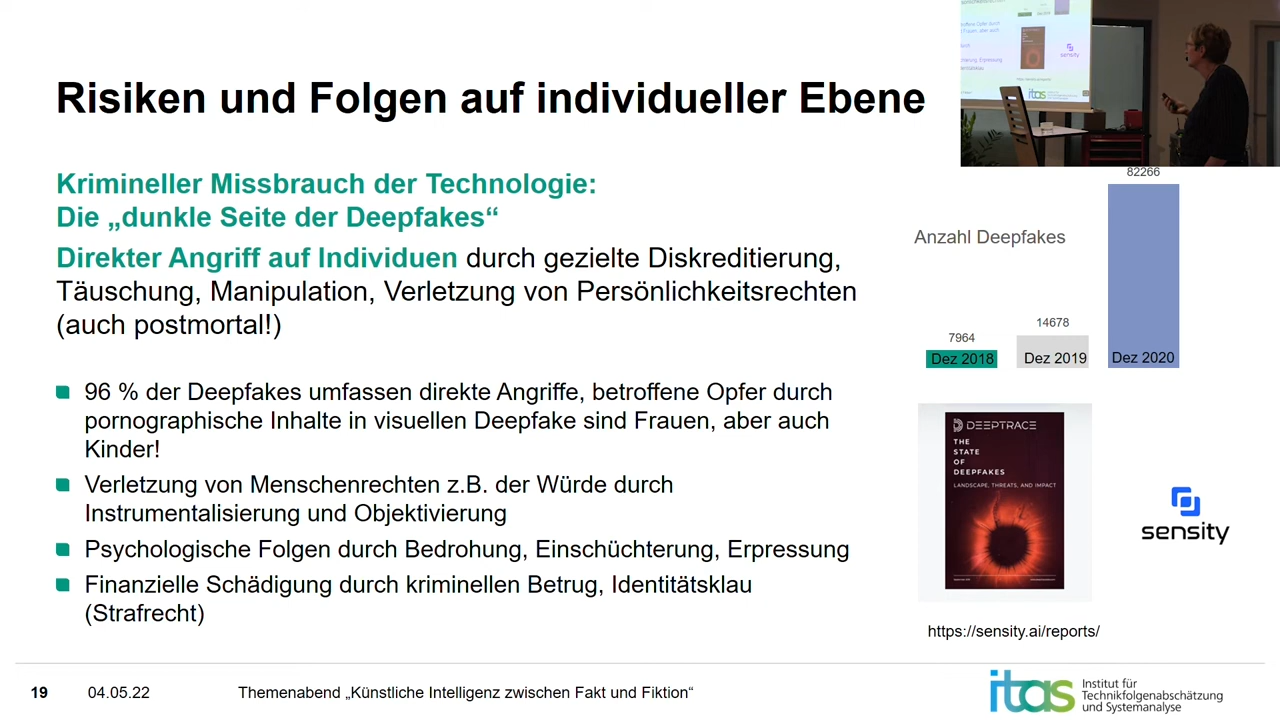 Risiken und Folgen auf individueller Ebene
Krimineller Missbrauch der Technologie:
Die „dunkle Seite der Deepfakes“
Direkter Angriff auf Individuen durch gezielte Diskreditierung,
Täuschung, Manipulation, Verletzung von Persönlichkeitsrechten
(auch postmortal!)
96 % der Deepfakes umfassen direkte Angriffe, betroffene Opfer durch
pornographische Inhalte in visuellen Deepfake sind Frauen, aber auch
Kinder!
Verletzung von Menschenrechten z.B. der Würde durch
Instrumentalisierung und Objektivierung
Psychologische Folgen durch Bedrohung, Einschüchterung, Erpressung
Finanzielle Schädigung durch kriminellen Betrug, Identitätsklau
(Strafrecht)
Anzahl Deepfakes
7964
14678
82266
Dez 2018
Dez 2019
Dez 2020
DEEPTRACE
THE
STATE
OF
DEEPFAKES
LANDSCAPE, THREATS, AND IMPACT
sensity
https://sensity.ai/reports/
19
04.05.22
Themenabend „Künstliche Intelligenz zwischen Fakt und Fiktion“
itas
Institut für
Technikfolgenabschätzung
und Systemanalyse
sensity
itas